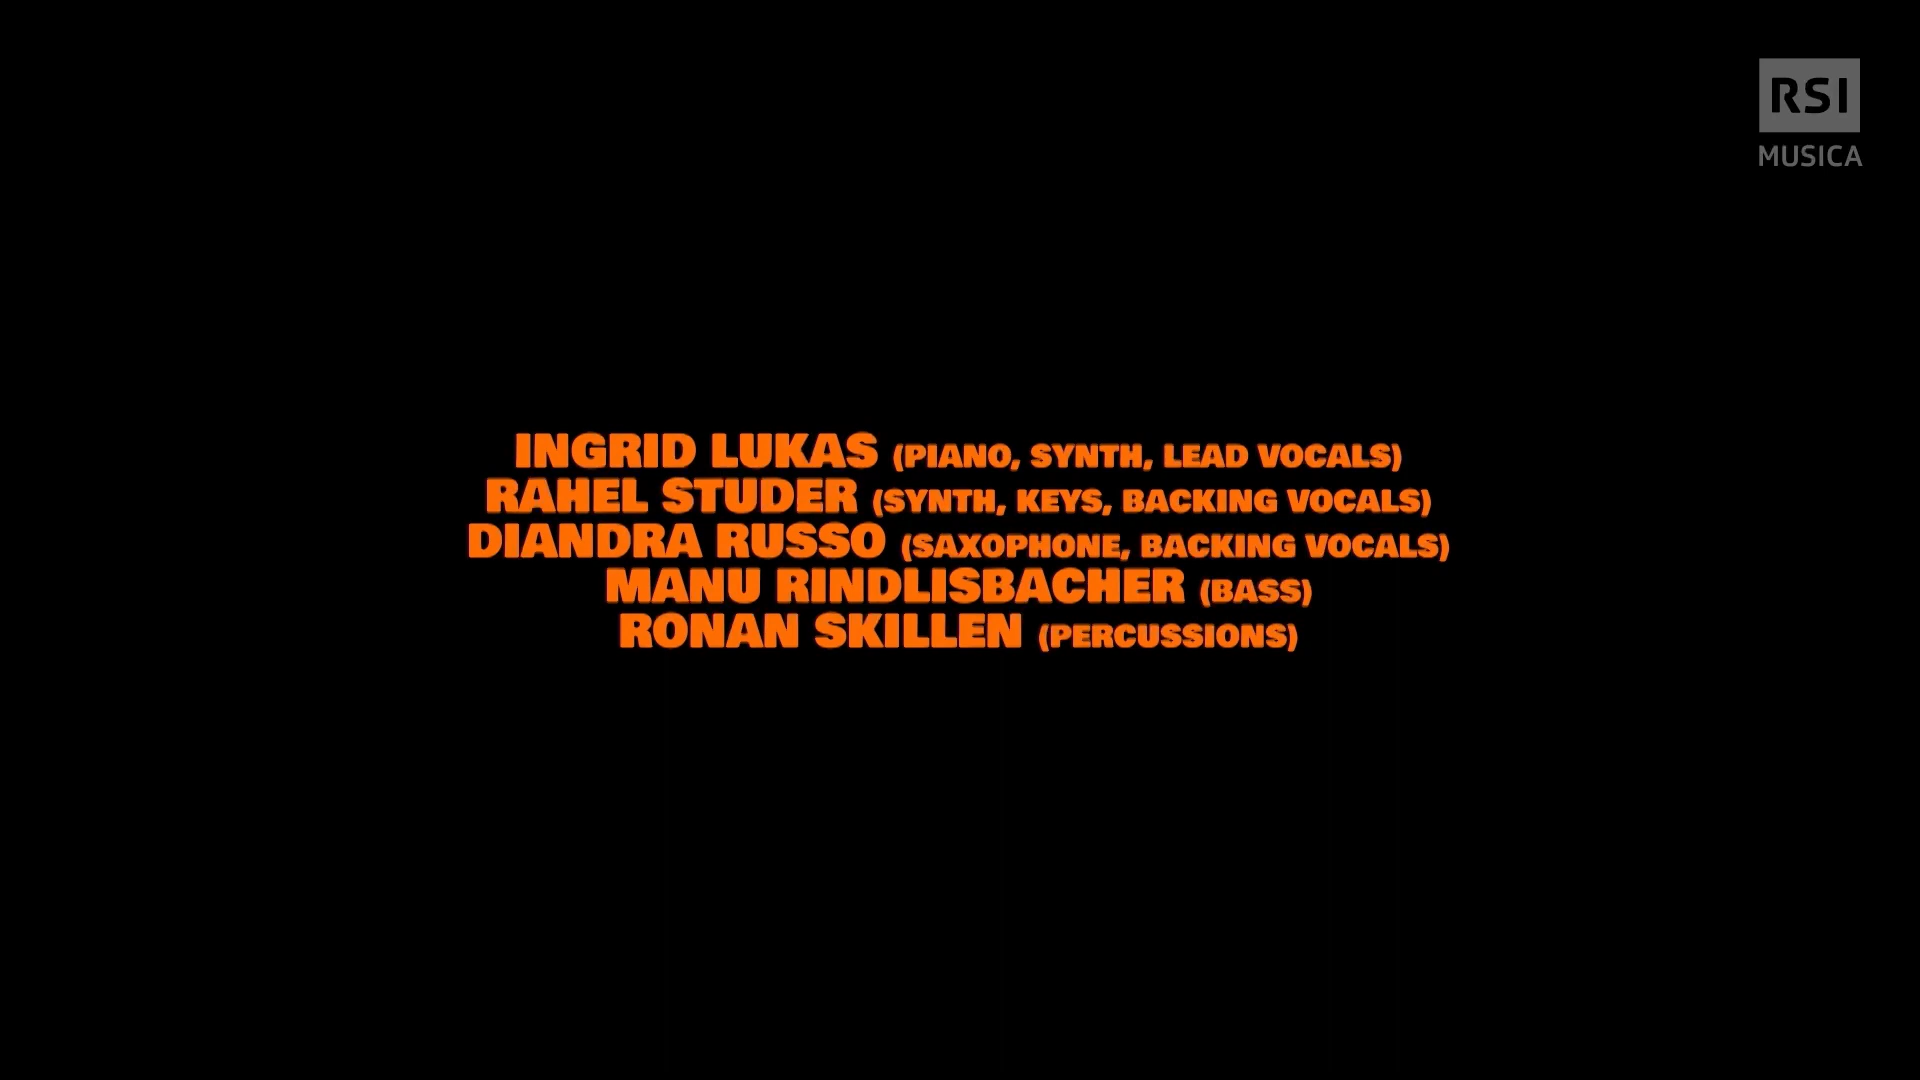 RSI
MUSICA
INGRID LUKAS (PIANO, SYNTH, LEAD VOCALS)
RAHEL STUDER (SYNTH, KEYS, BACKING VOCALS)
DIANDRA RUSSO (SAXOPHONE, BACKING VOCALS)
MANU RINDLISBACHER (BASS)
RONAN SKILLEN (PERCUSSIONS)